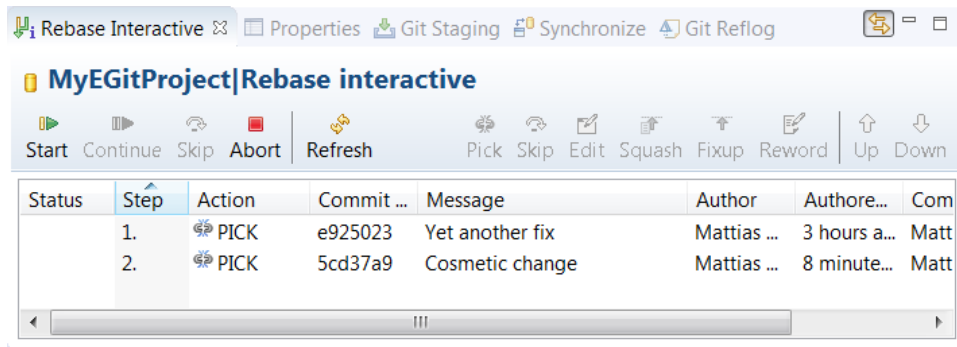 Rebase Interactive Properties Git Staging Synchronize Git Reflog
MyEGitProject|Rebase interactive
Start Continue Skip Abort Refresh Pick Skip Edit Squash Fixup Reword Up Down
Status Step Action Commit ... Message Author Authore... Com
1. PICK e925023 Yet another fix Mattias ... 3 hours a... Matt
2. PICK 5cd37a9 Cosmetic change Mattias ... 8 minute... Matt